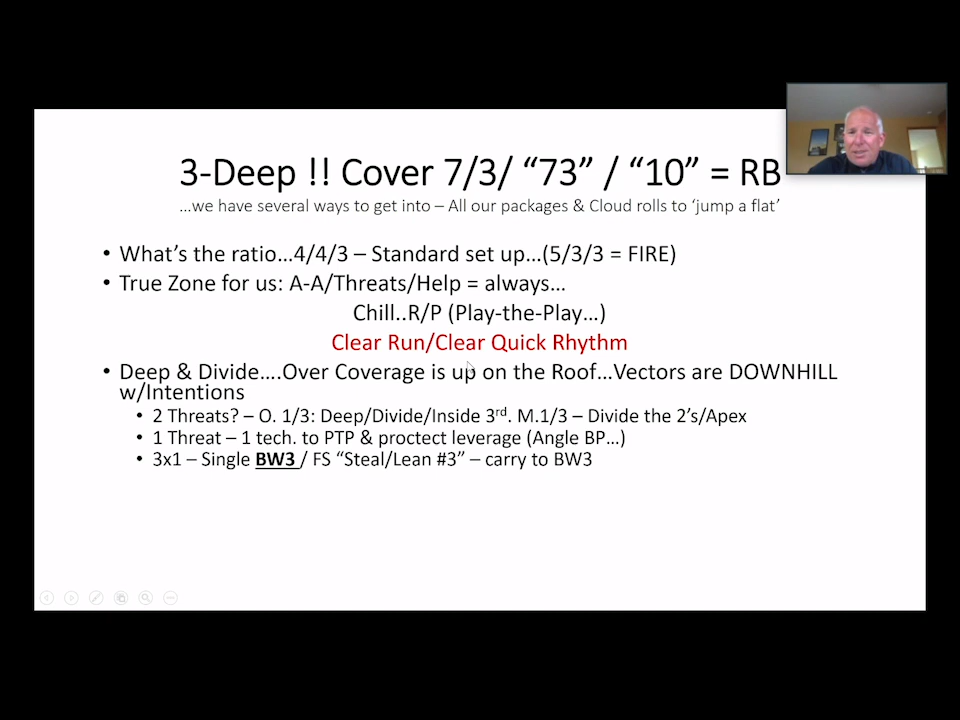 3-Deep !! Cover 7/3/ “73” / “10” = RB
…we have several ways to get into – All our packages & Cloud rolls to ‘jump a flat’
• What’s the ratio…4/4/3 – Standard set up…(5/3/3 = FIRE)
• True Zone for us: A-A/Threats/Help = always…
Chill..R/P (Play-the-Play…)
Clear Run/Clear Quick Rhythm
• Deep & Divide….Over Coverage is up on the Roof…Vectors are DOWNHILL
w/Intentions
• 2 Threats? – O. 1/3: Deep/Divide/Inside 3rd. M.1/3 – Divide the 2’s/Apex
• 1 Threat – 1 tech. to PTP & proctect leverage (Angle BP…)
• 3x1 – Single BW3 / FS “Steal/Lean #3” – carry to BW3